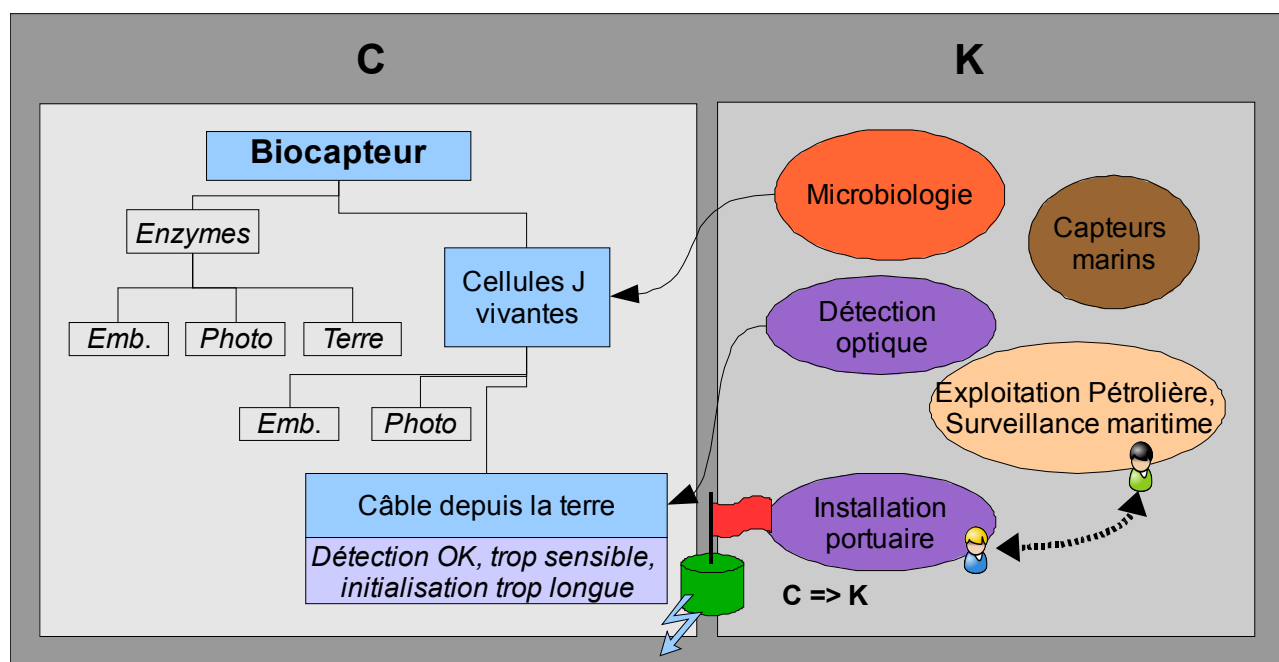 C
K
Biocapteur
Enzymes
Emb.
Photo
Terre
Cellules J
vivantes
Emb.
Photo
Câble depuis la terre
Détection OK, trop sensible,
initialisation trop longue
Microbiologie
Capteurs
marins
Détection
optique
Exploitation Pétrolière,
Surveillance maritime
Installation
portuaire
C => K